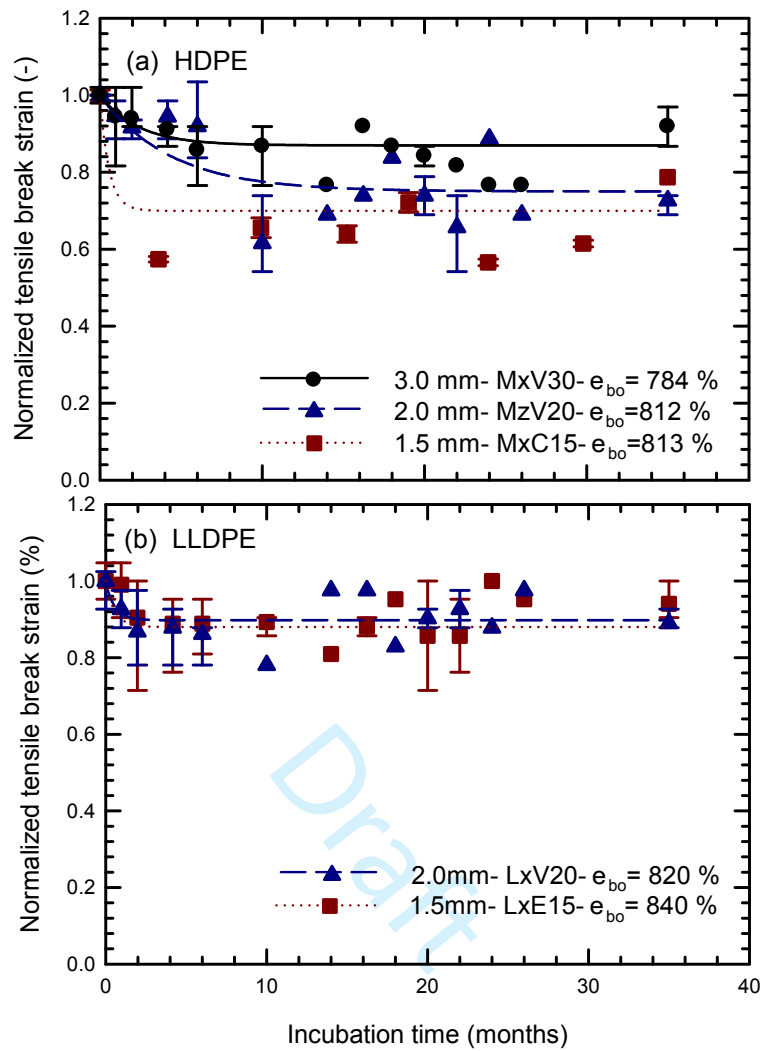 1.2
(a) HDPE
1.0
0.8
0.6
0.4
0.2
0.0
Normalized tensile break strain (-)
3.0 mm- MxV30- e_bo= 784 %
2.0 mm- MzV20- e_bo=812 %
1.5 mm- MxC15- e_bo=813 %
1.2
(b) LLDPE
1.0
0.8
0.6
0.4
0.2
0.0
Normalized tensile break strain (%)
Draft
2.0mm- LxV20- e_bo= 820 %
1.5mm- LxE15- e_bo= 840 %
0 10 20 30 40
Incubation time (months)